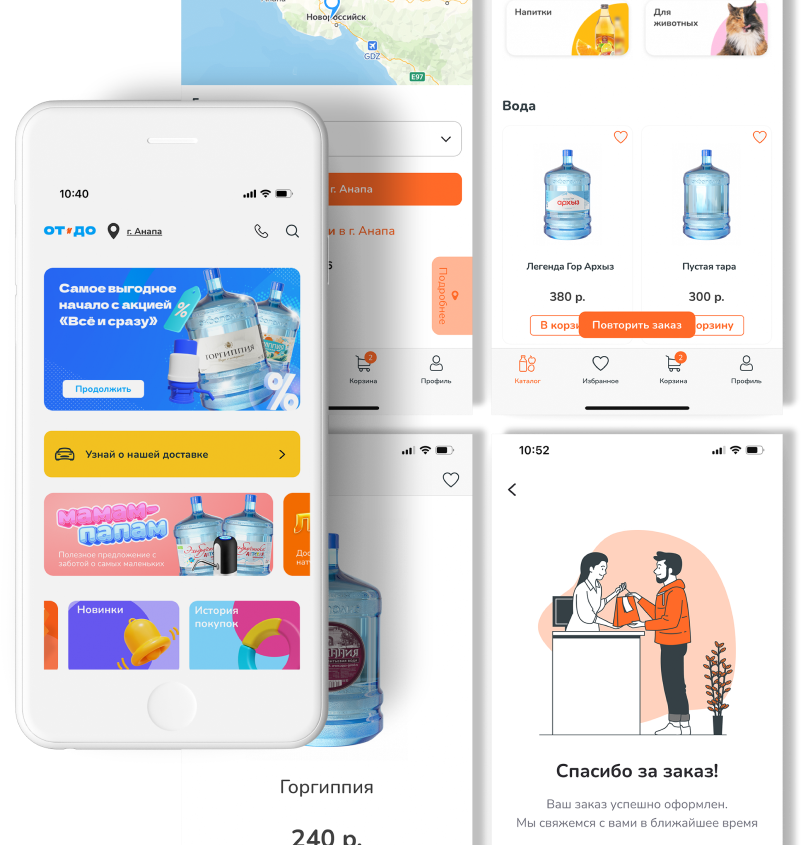 Новороссийск
GDZ
E97
г. Анапа
и в г. Анапа
Подробнее
2
Корзина
Профиль
Напитки
Для
животных
Вода
архыз
Легенда Гор Архыз
Пустая тара
380 р.
300 р.
Повторить заказ
Каталог
Избранное
2
Корзина
Профиль
10:40
ОТ ДО
г. Анапа
Самое выгодное
начало с акцией
«Всё и сразу»
%
ГОРГИППИЯ
Продолжить
%
Узнай о нашей доставке
мамам-
папам
Полезное предложение с
заботой о самых маленьких
Новинки
История
покупок
Горгиппия
240 р.
10:52
Спасибо за заказ!
Ваш заказ успешно оформлен.
Мы свяжемся с вами в ближайшее время